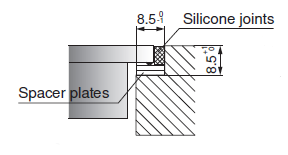 8.5 0 -1
Silicone joints
8.5 +1 0
Spacer plates